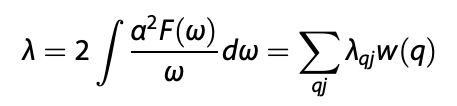 λ = 2 ∫ α²F(ω)/ω dω = ∑_{qj} λ_{qj}w(q)